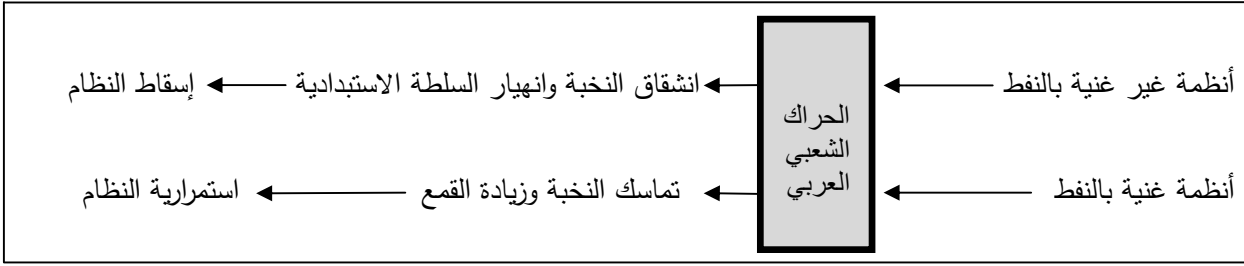 أنظمة غير غنية بالنفط
الحراك
الشعبي
العربي
انشقاق النخبة وانهيار السلطة الاستبدادية
إسقاط النظام
أنظمة غنية بالنفط
تماسك النخبة وزيادة القمع
استمرارية النظام